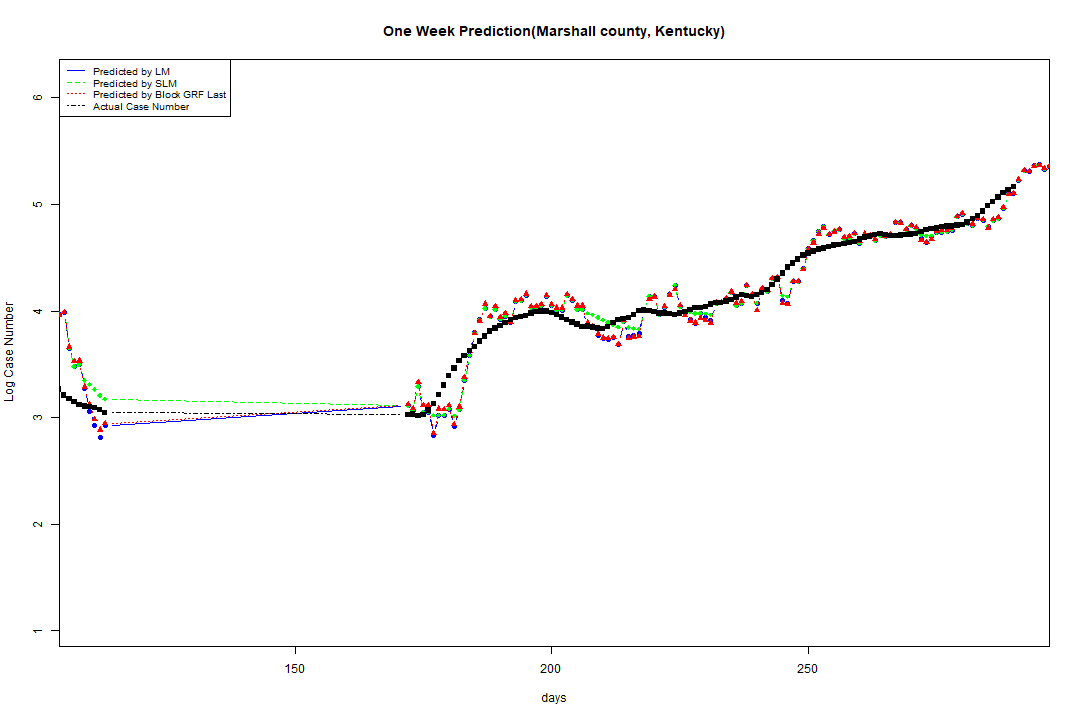 One Week Prediction(Marshall county, Kentucky)
Predicted by LM
Predicted by SLM
Predicted by Block GRF Last
Actual Case Number
Log Case Number
6
5
4
3
2
1
150 200 250
days